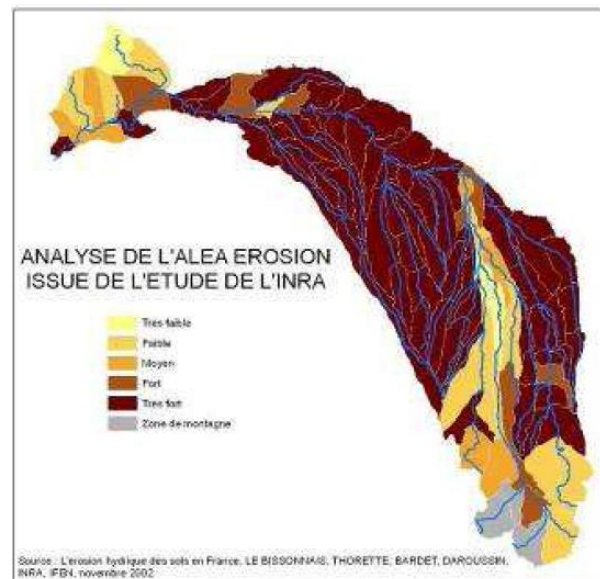 ANALYSE DE L'ALEA EROSION
ISSUE DE L'ETUDE DE L'INRA
Très faible
Faible
Moyen
Fort
Très fort
Zone de montagne
Source : L'erosion hydrique des sols en France, LE BISSONNAIS, THORETTE, BARDET, DAROUSSIN,
INRA, IFEN, novembre 2002